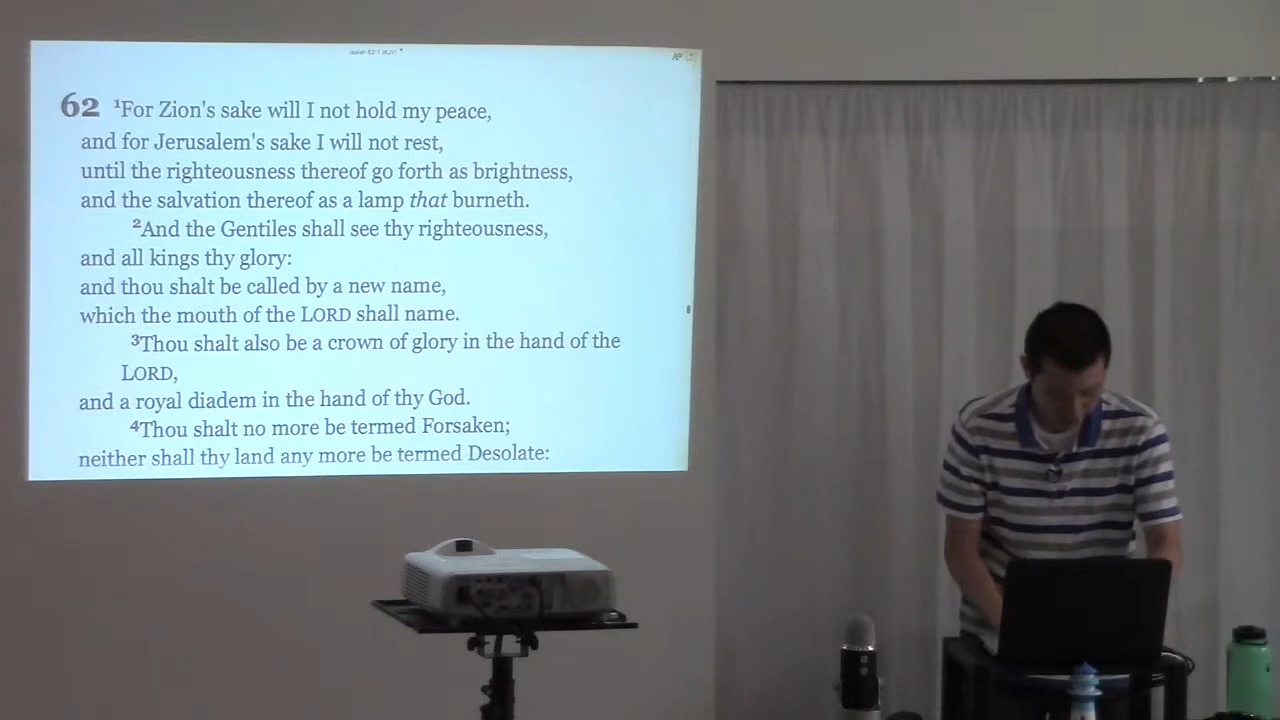 Isaiah 62:1 (KJV)
62 1For Zion's sake will I not hold my peace,
and for Jerusalem's sake I will not rest,
until the righteousness thereof go forth as brightness,
and the salvation thereof as a lamp that burneth.
2And the Gentiles shall see thy righteousness,
and all kings thy glory:
and thou shalt be called by a new name,
which the mouth of the LORD shall name.
3Thou shalt also be a crown of glory in the hand of the
LORD,
and a royal diadem in the hand of thy God.
4Thou shalt no more be termed Forsaken;
neither shall thy land any more be termed Desolate: